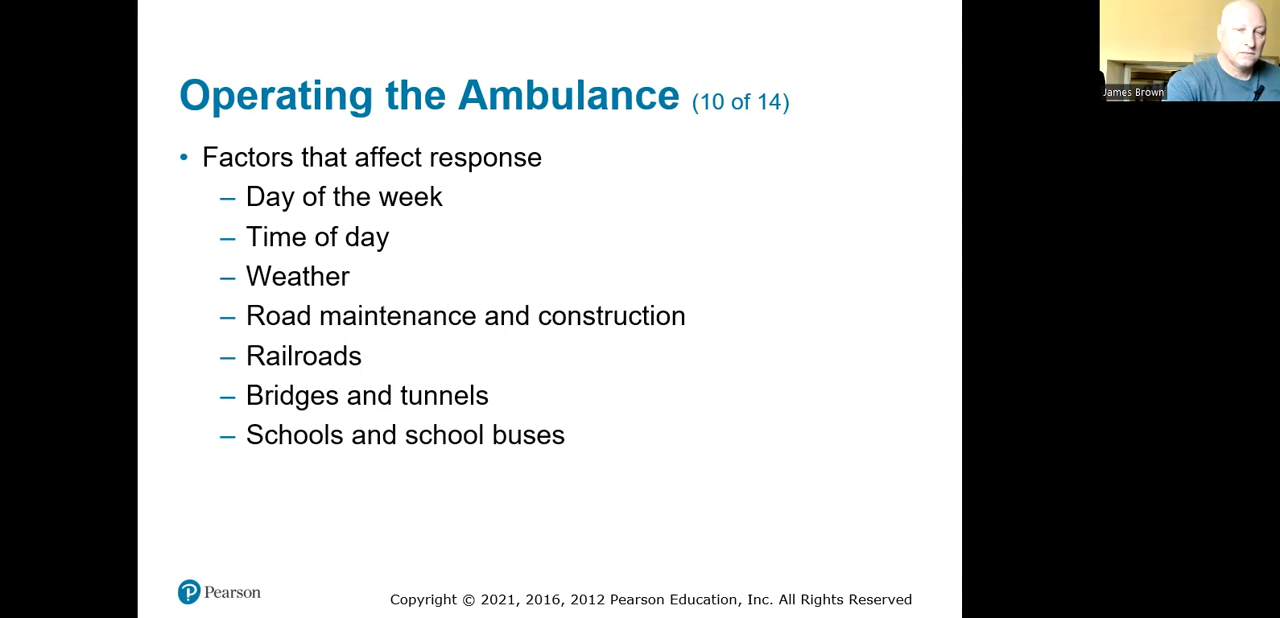 Operating the Ambulance (10 of 14)
• Factors that affect response
– Day of the week
– Time of day
– Weather
– Road maintenance and construction
– Railroads
– Bridges and tunnels
– Schools and school buses
Pearson
Copyright © 2021, 2016, 2012 Pearson Education, Inc. All Rights Reserved
James Brown